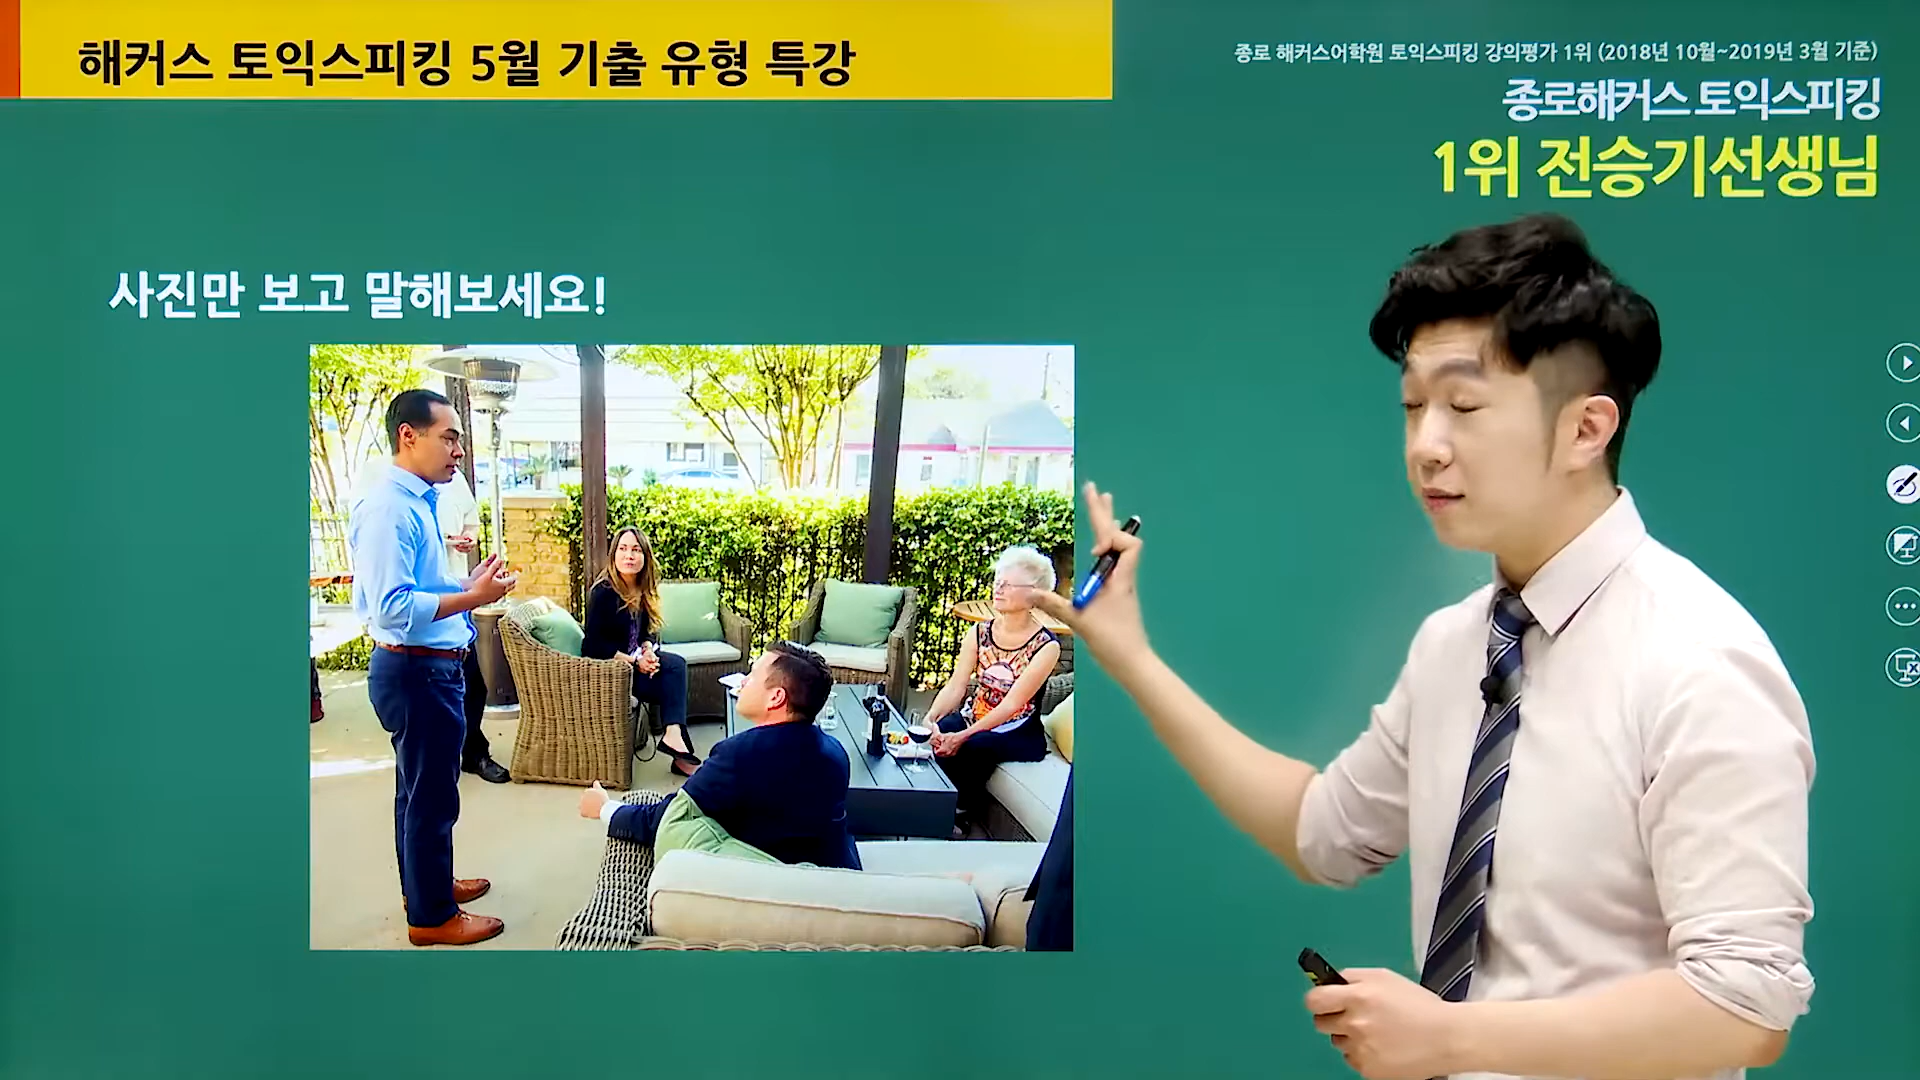 해커스 토익스피킹 5월 기출 유형 특강
종로 해커스어학원 토익스피킹 강의평가 1위 (2018년 10월~2019년 3월 기준)
종로해커스 토익스피킹
1위 전승기선생님
사진만 보고 말해보세요!